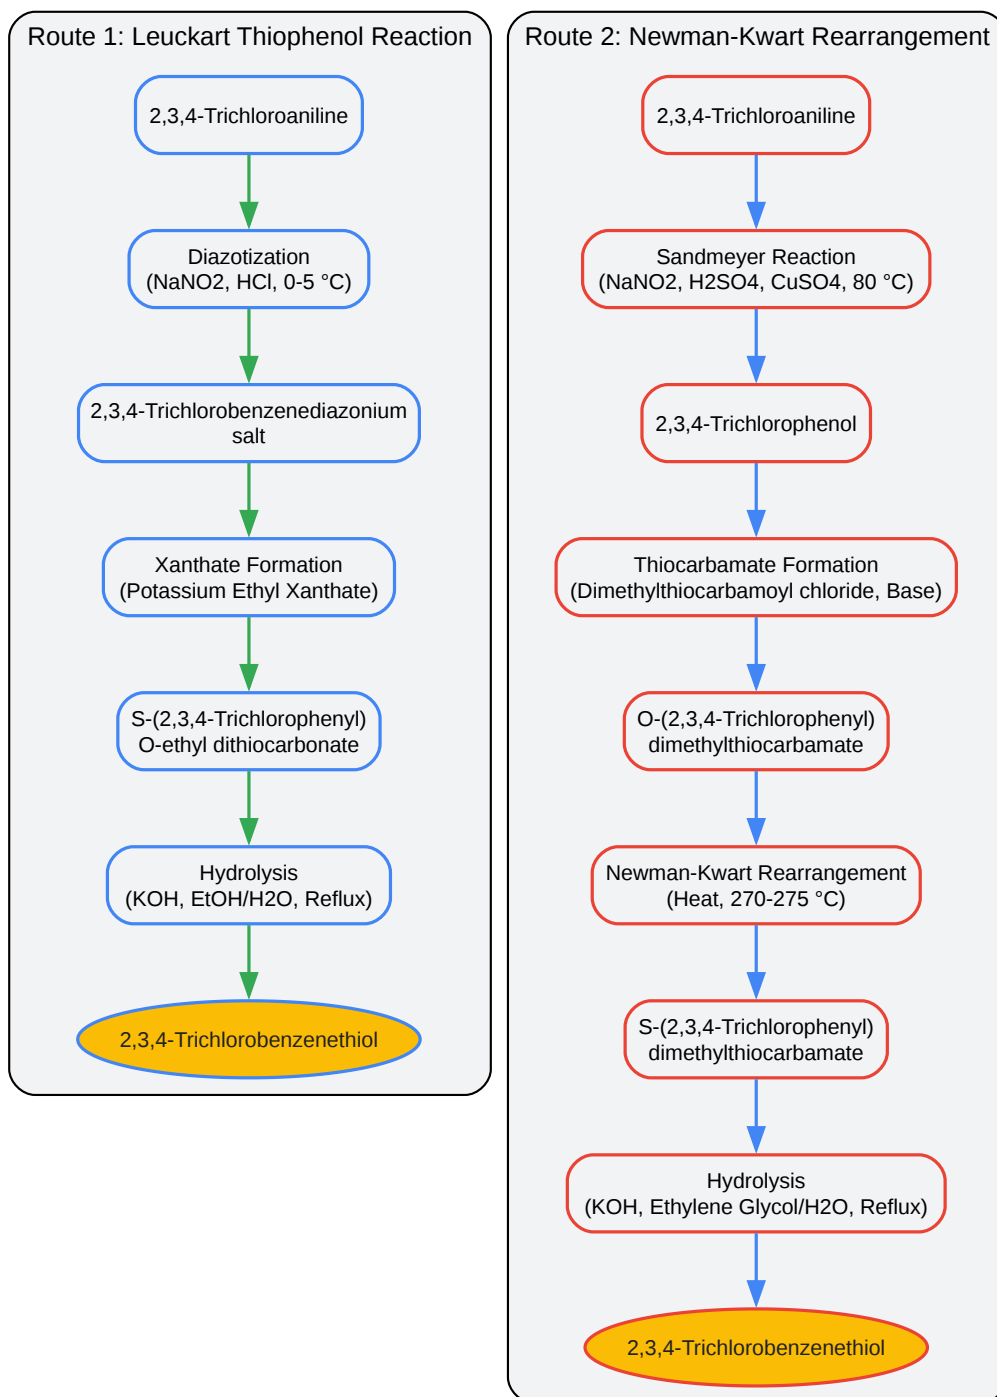 Route 1: Leuckart Thiophenol Reaction
2,3,4-Trichloroaniline
Diazotization
(NaNO2, HCl, 0-5 °C)
2,3,4-Trichlorobenzenediazonium
salt
Xanthate Formation
(Potassium Ethyl Xanthate)
S-(2,3,4-Trichlorophenyl)
O-ethyl dithiocarbonate
Hydrolysis
(KOH, EtOH/H2O, Reflux)
2,3,4-Trichlorobenzenethiol
Route 2: Newman-Kwart Rearrangement
2,3,4-Trichloroaniline
Sandmeyer Reaction
(NaNO2, H2SO4, CuSO4, 80 °C)
2,3,4-Trichlorophenol
Thiocarbamate Formation
(Dimethylthiocarbamoyl chloride, Base)
O-(2,3,4-Trichlorophenyl)
dimethylthiocarbamate
Newman-Kwart Rearrangement
(Heat, 270-275 °C)
S-(2,3,4-Trichlorophenyl)
dimethylthiocarbamate
Hydrolysis
(KOH, Ethylene Glycol/H2O, Reflux)
2,3,4-Trichlorobenzenethiol